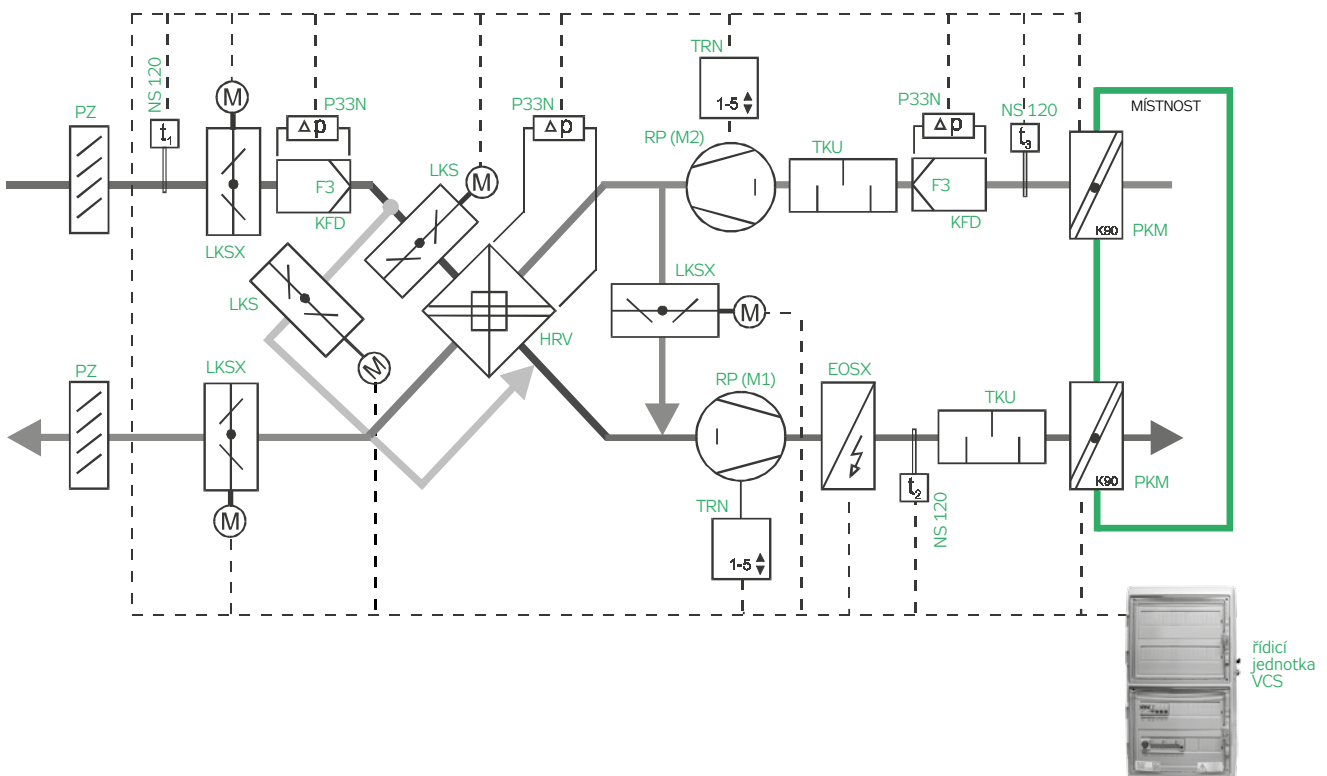 TRN
NS 120
P33N
P33N
1-5
P33N
NS 120
MÍSTNOST
PZ
M
Δp
Δp
Δp
t1
RP (M2)
TKU
t3
LKS
M
F3
F3
KFD
KFD
K90
PKM
LKSX
LKSX
LKS
M
HRV
PZ
LKSX
M
RP (M1)
EOSX
TKU
K90
PKM
t2
NS 120
TRN
M
1-5
řídicí
jednotka
VCS